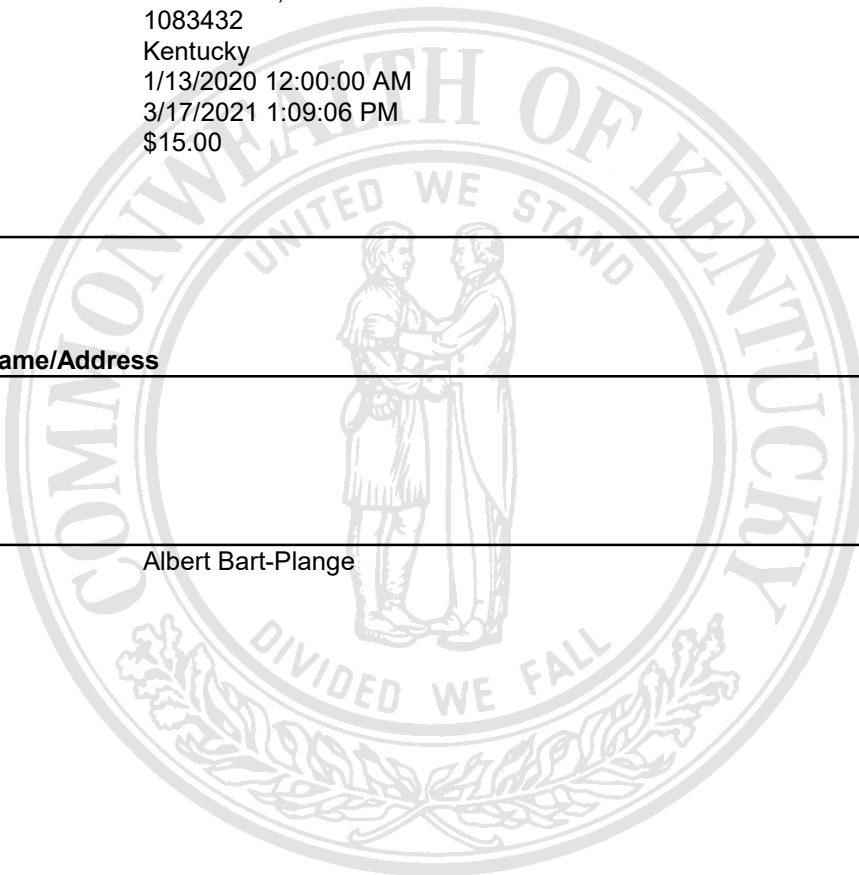 1083432
Kentucky
1/13/2020 12:00:00 AM
3/17/2021 1:09:06 PM
$15.00
COMMONWEALTH OF KENTUCKY
UNITED WE STAND
ame/Address
Albert Bart-Plange
DIVIDED WE FALL